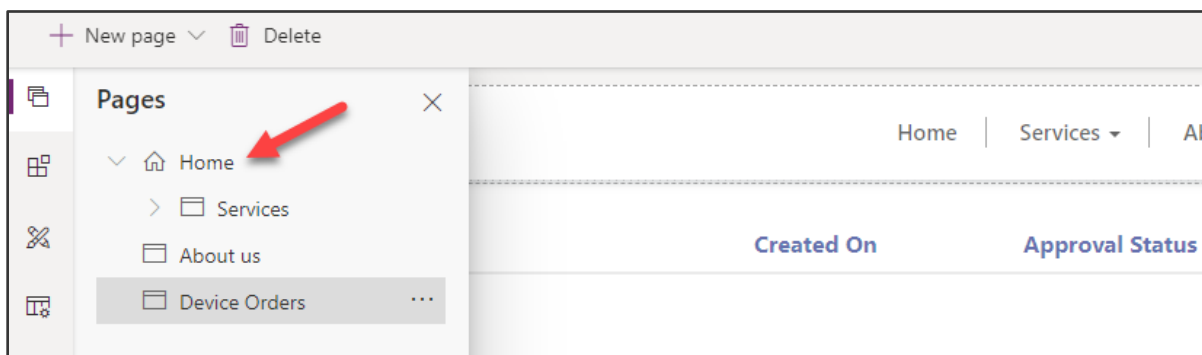 New page Delete
Pages
Home
Services
About us
Device Orders
Home Services
Created On Approval Status